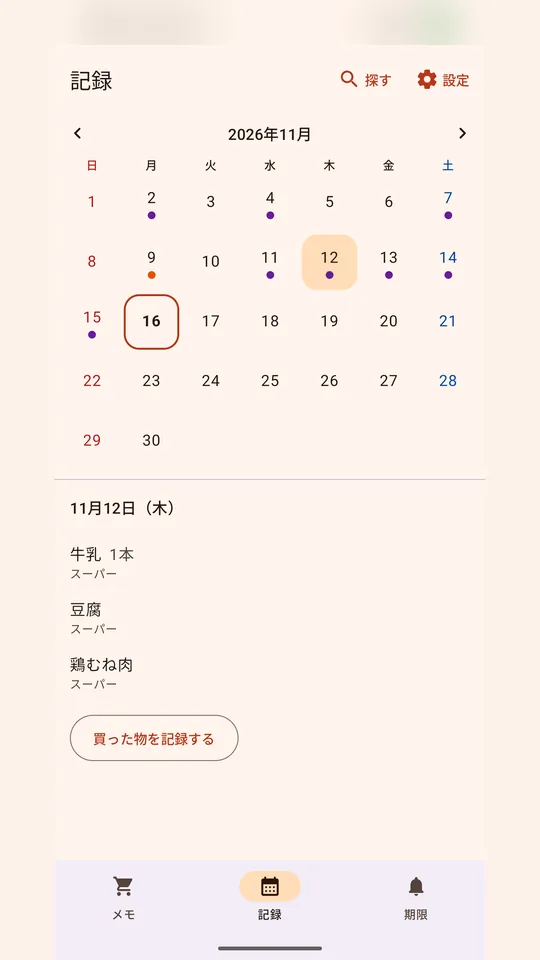 記録 探す 設定
2026年11月
日 月 火 水 木 金 土
1 2 3 4 5 6 7
8 9 10 11 12 13 14
15 16 17 18 19 20 21
22 23 24 25 26 27 28
29 30
11月12日（木）
牛乳 1本
スーパー
豆腐
スーパー
鶏むね肉
スーパー
買った物を記録する
メモ 記録 期限